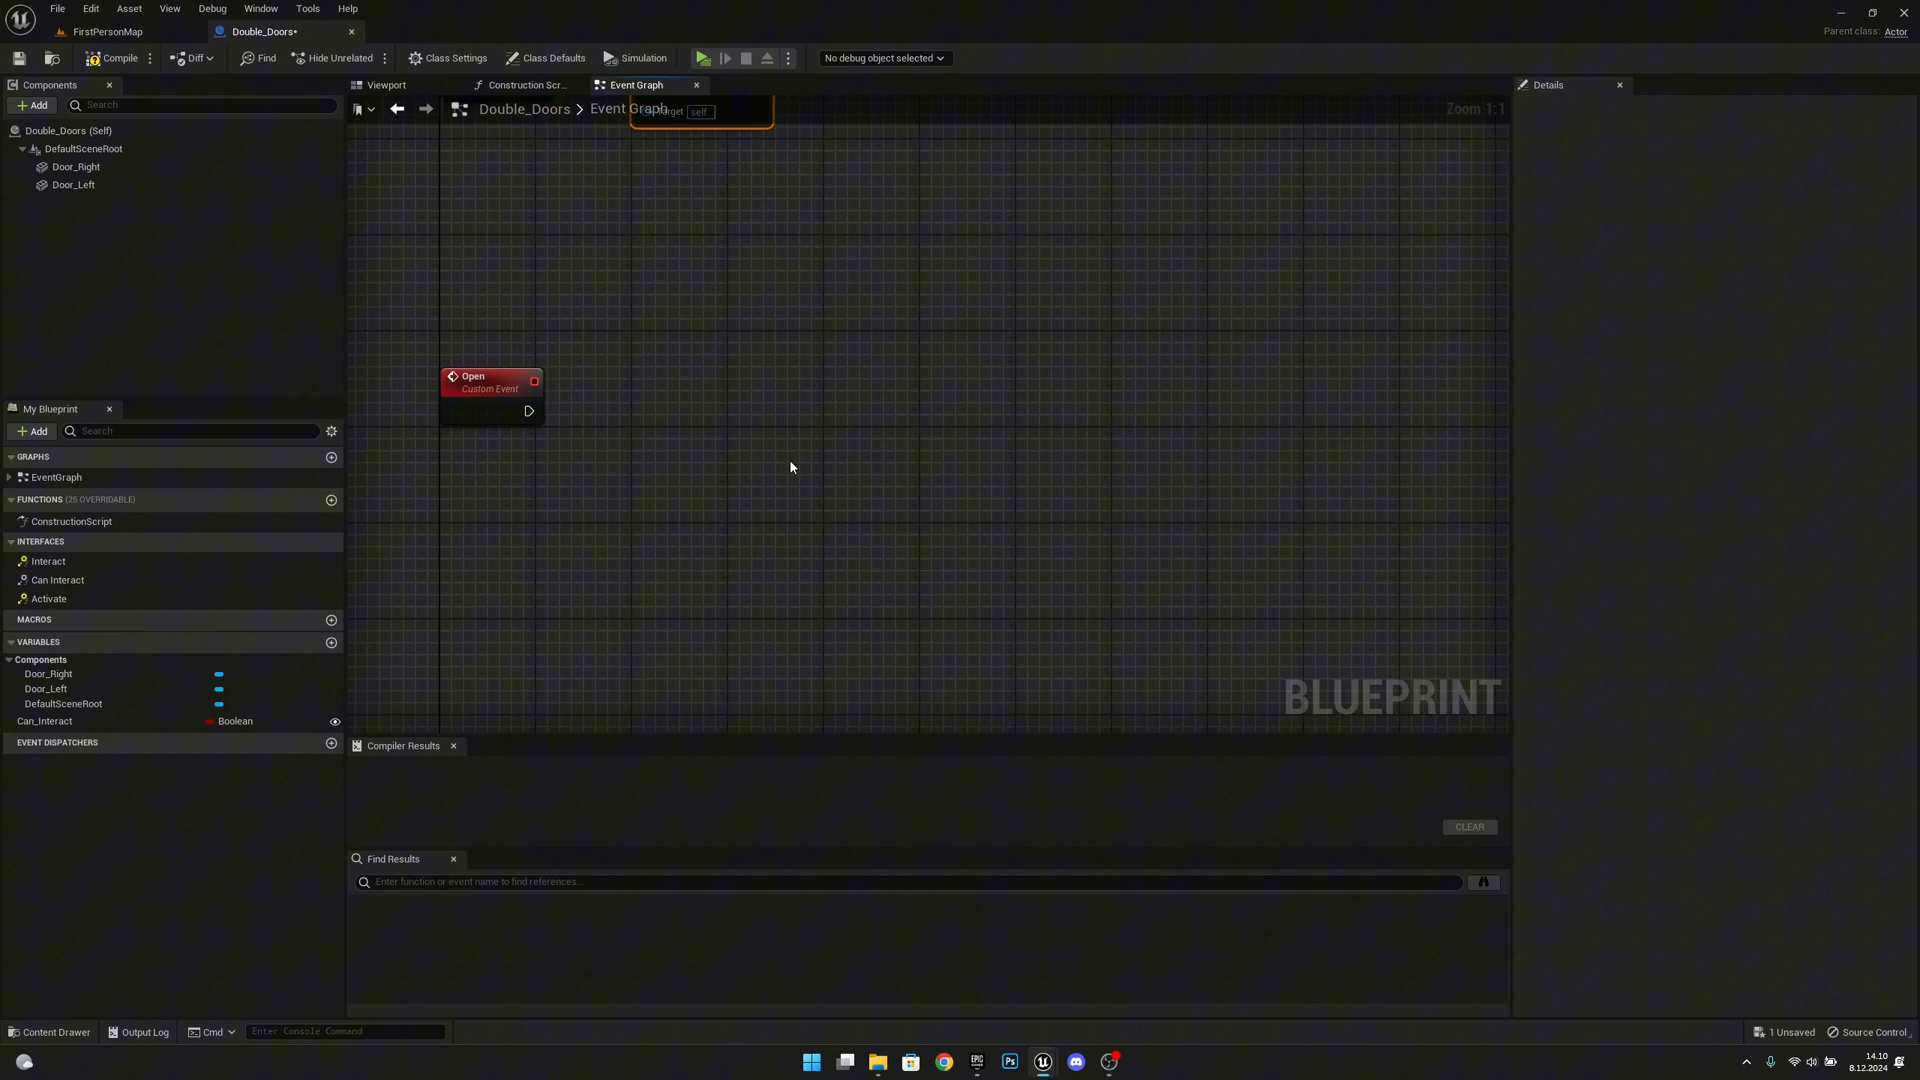 File Edit Asset View Window Debug Tools Help
FirstPersonMap
Double_Doors*
Parent class: Actor
Compile
Diff
Find
Hide Unrelated
Class Settings
Class Defaults
Simulation
No debug object selected
Components
Add
Search
Double_Doors (Self)
DefaultSceneRoot
Door_Right
Door_Left
My Blueprint
Add
Search
GRAPHS
EventGraph
FUNCTIONS (25 OVERRIDABLE)
ConstructionScript
INTERFACES
Interact
Can Interact
Activate
MACROS
VARIABLES
Components
Door_Right
Door_Left
DefaultSceneRoot
Can_Interact Boolean
EVENT DISPATCHERS
Viewport
Construction Scr...
Event Graph
Double_Doors > Event Graph
Target self
Zoom 1:1
Open
Custom Event
BLUEPRINT
Compiler Results
CLEAR
Find Results
Enter function or event name to find references...
Details
Content Drawer
Output Log
Cmd
Enter Console Command
1 Unsaved
Source Control
EPIC
Ps
14.10
8.12.2024